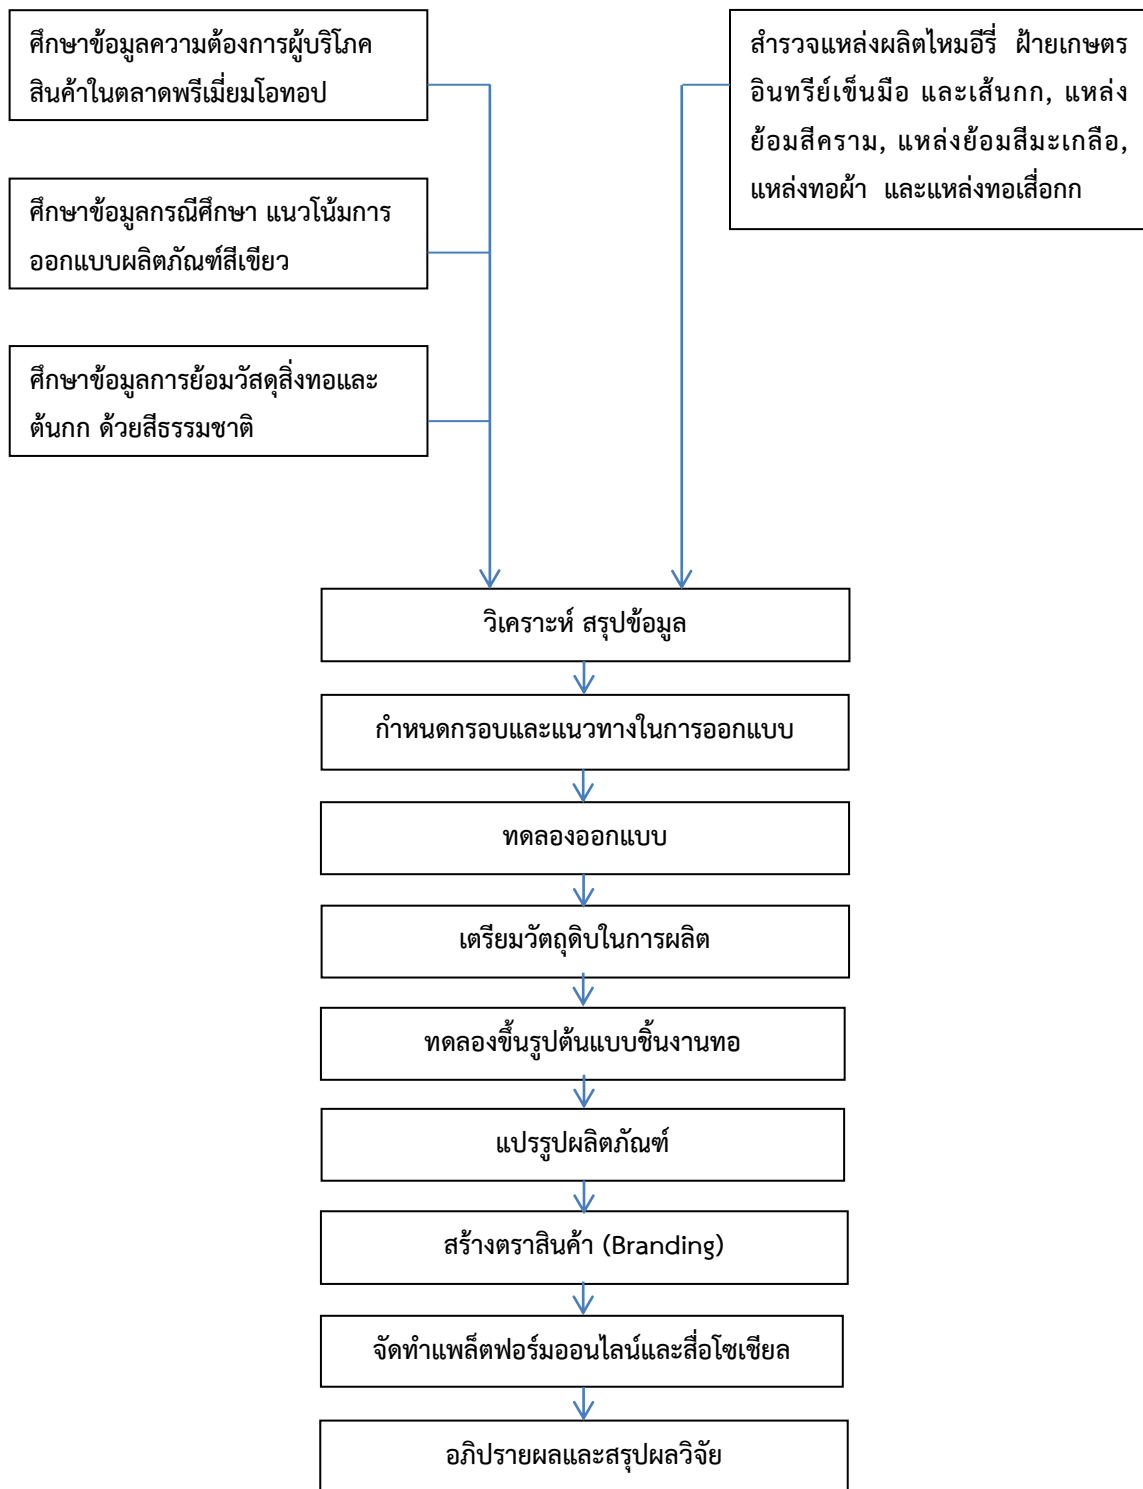 ศึกษาข้อมูลความต้องการผู้บริโภค
สินค้าในตลาดพรีเมี่ยมโอทอป
สำรวจแหล่งผลิตไหมอีรี่ ฝ้ายเกษตร
อินทรีย์เข็นมือ และเส้นกก, แหล่ง
ย้อมสีคราม, แหล่งย้อมสีมะเกลือ,
แหล่งทอผ้า และแหล่งทอเสื่อกก
ศึกษาข้อมูลกรณีศึกษา แนวโน้มการ
ออกแบบผลิตภัณฑ์สีเขียว
ศึกษาข้อมูลการย้อมวัสดุสิ่งทอและ
ต้นกก ด้วยสีธรรมชาติ
วิเคราะห์ สรุปข้อมูล
กำหนดกรอบและแนวทางในการออกแบบ
ทดลองออกแบบ
เตรียมวัตถุดิบในการผลิต
ทดลองขึ้นรูปต้นแบบชิ้นงานทอ
แปรรูปผลิตภัณฑ์
สร้างตราสินค้า (Branding)
จัดทำแพล็ตฟอร์มออนไลน์และสื่อโซเชียล
อภิปรายผลและสรุปผลวิจัย